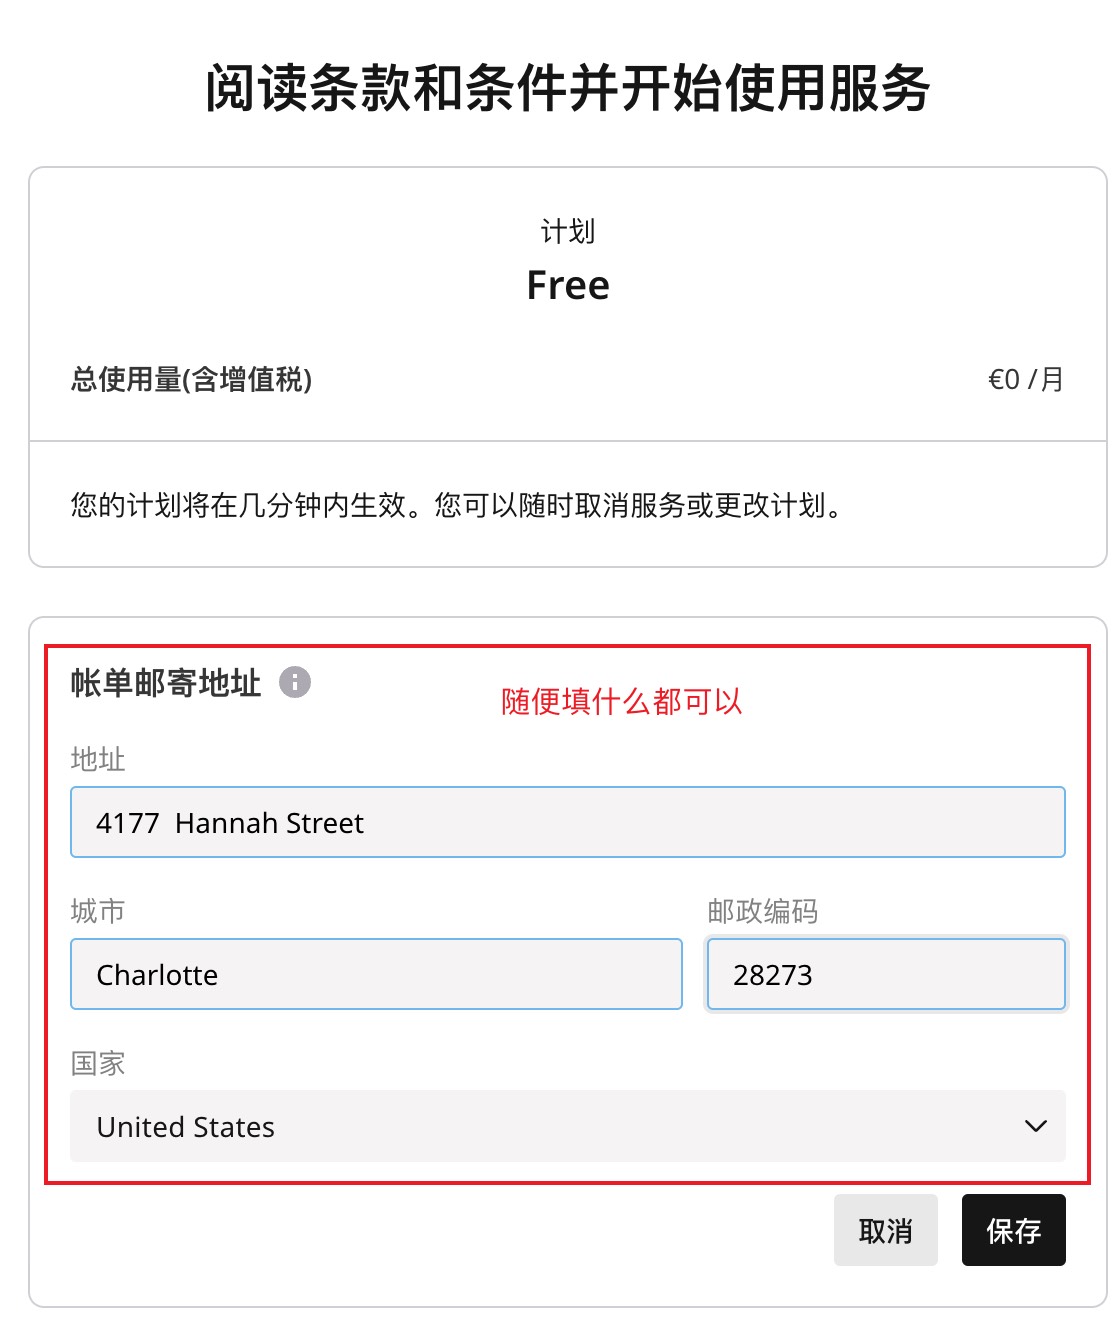 阅读条款和条件并开始使用服务
计划
Free
总使用量(含增值税) €0 /月
您的计划将在几分钟内生效。您可以随时取消服务或更改计划。
帐单邮寄地址
随便填什么都可以
地址
4177  Hannah Street
城市 邮政编码
Charlotte 28273
国家
United States
取消 保存